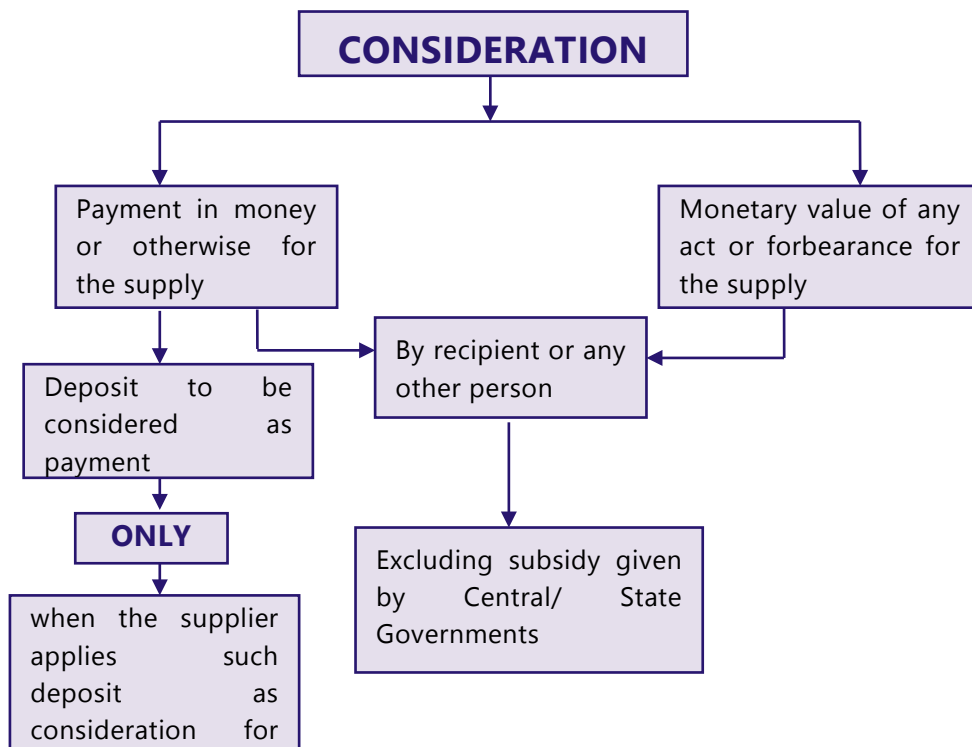 CONSIDERATION
Payment in money
or otherwise for
the supply
Monetary value of any
act or forbearance for
the supply
By recipient or any
other person
Deposit to be
considered as
payment
ONLY
Excluding subsidy given
by Central/ State
Governments
when the supplier
applies such
deposit as
consideration for